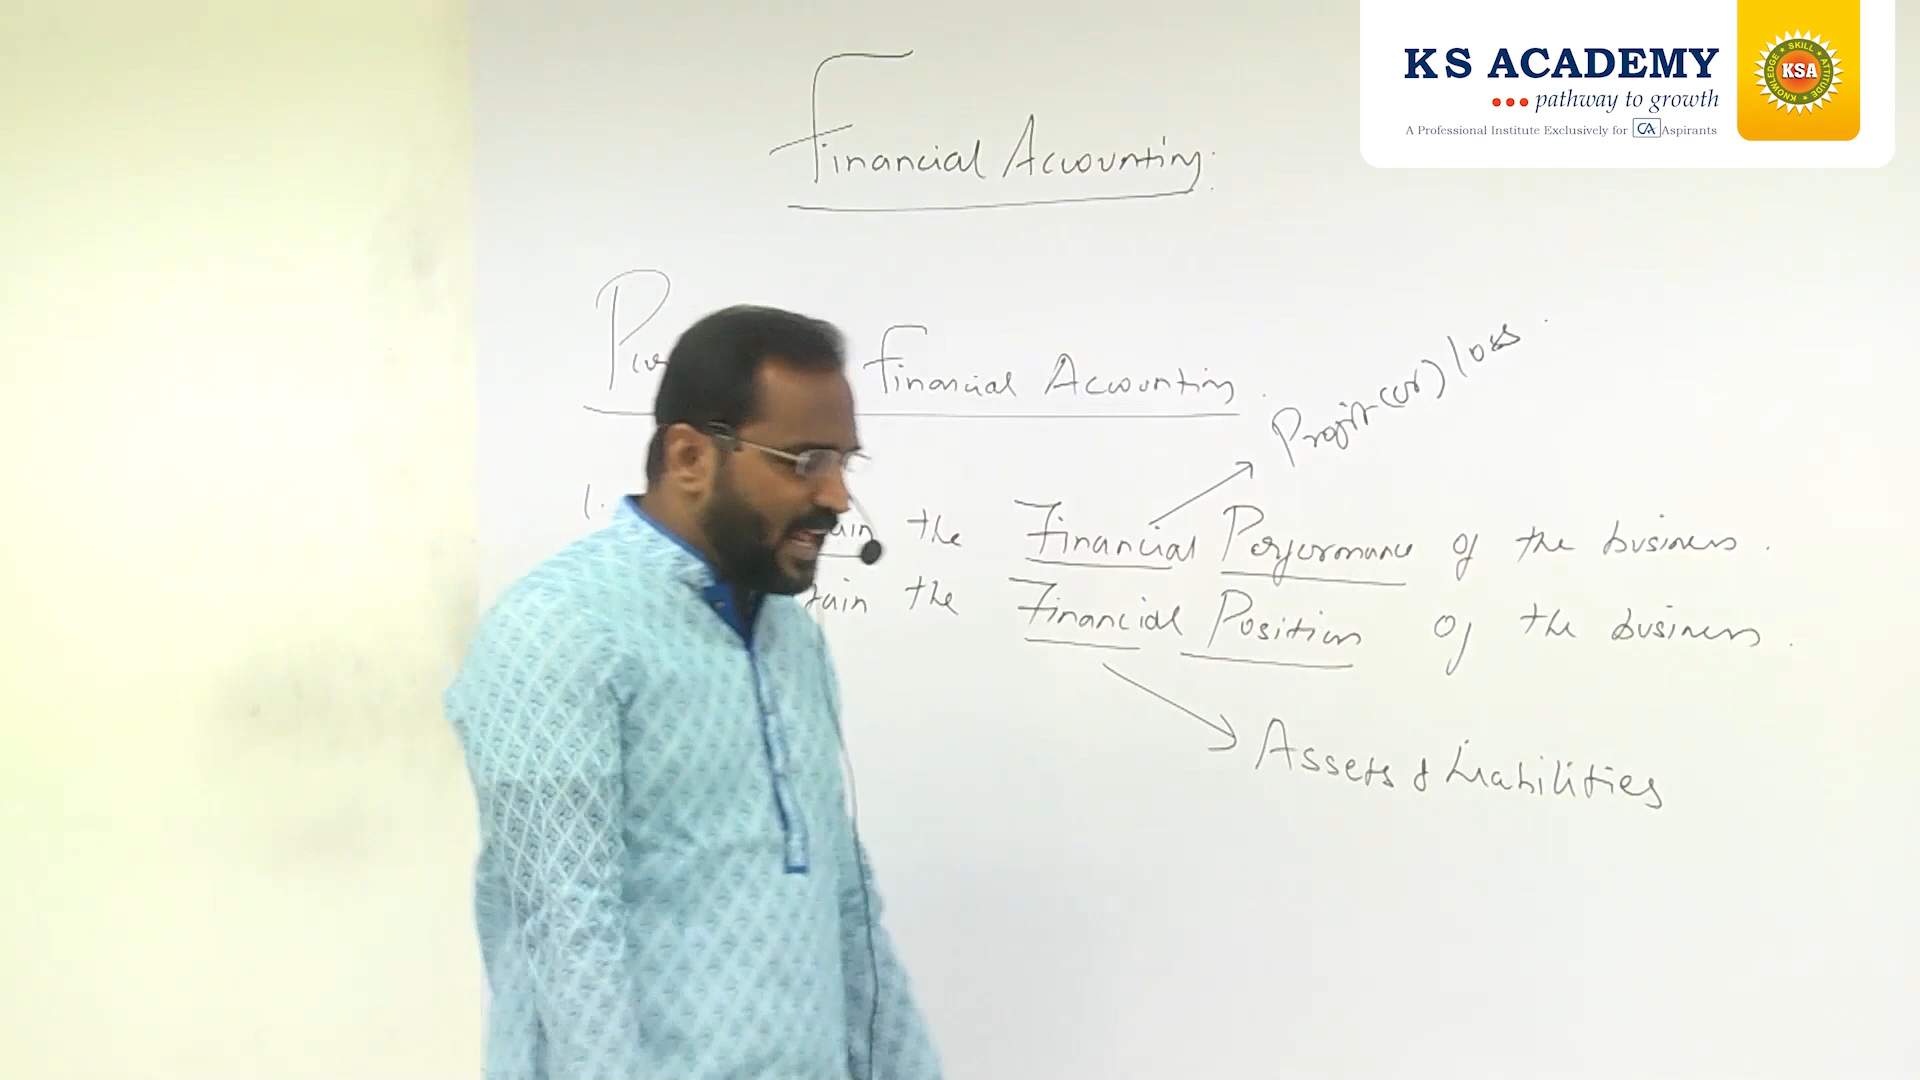 KS ACADEMY
pathway to growth
A Professional Institute Exclusively for CA Aspirants
KNOWLEDGE ★ SKILL ★ ATTITUDE ★
KSA
Financial Accounting.
Financial Accounting.
Profit (or) loss.
1. the Financial Performance of the business.
the Financial Position of the business.
Assets & Liabilities